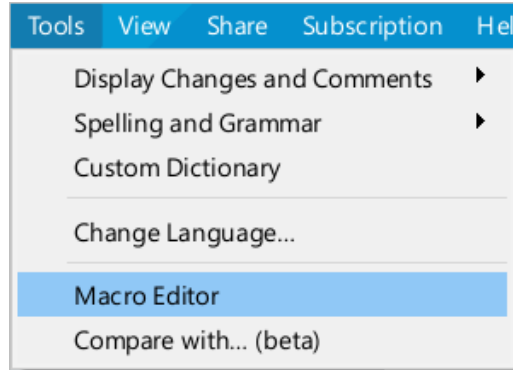 Tools View Share Subscription Hel
Display Changes and Comments
Spelling and Grammar
Custom Dictionary
Change Language...
Macro Editor
Compare with... (beta)